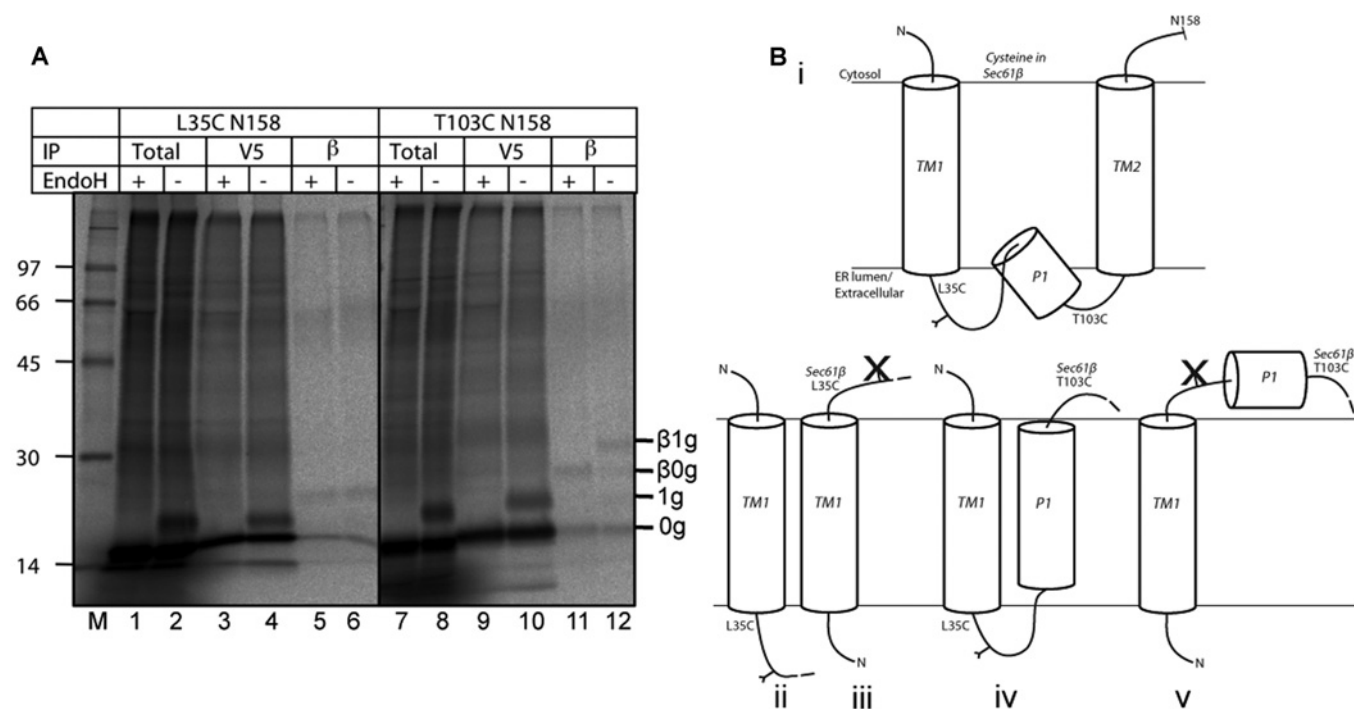 A
L35C N158 T103C N158
IP Total V5 β Total V5 β
EndoH + - + - + - + - + - + -
97
66
45
30
14
β1g
β0g
1g
0g
M 1 2 3 4 5 6 7 8 9 10 11 12
B
i
N
N158
Cysteine in
Sec61β
Cytosol
TM1
TM2
P1
ER lumen/
Extracellular
L35C
T103C
N
Sec61β
L35C
X
TM1
TM1
L35C
N
ii
iii
N
Sec61β
T103C
TM1
P1
L35C
iv
X
P1
Sec61β
T103C
TM1
N
v